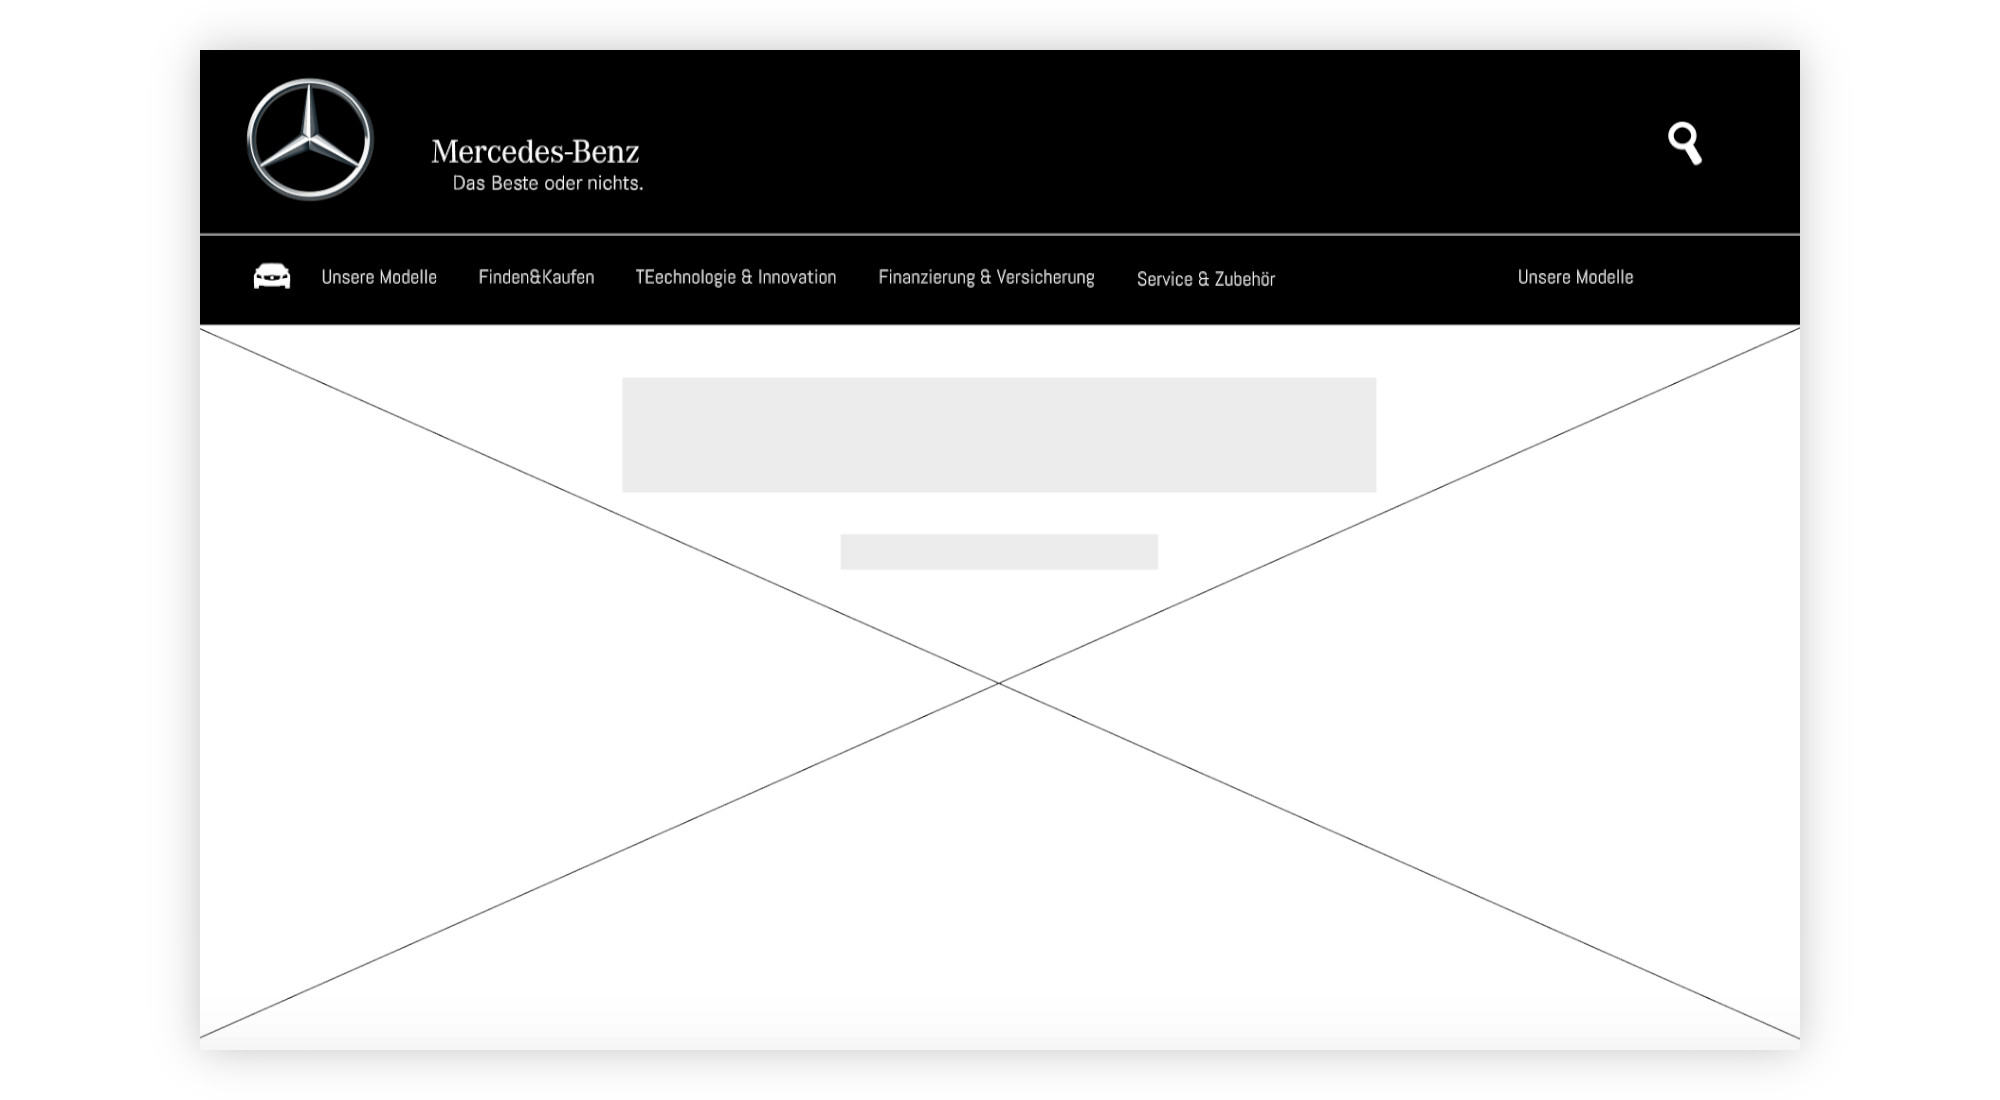 Mercedes-Benz
Das Beste oder nichts.
Unsere Modelle Finden&Kaufen TEechnologie & Innovation Finanzierung & Versicherung Service & Zubehör Unsere Modelle